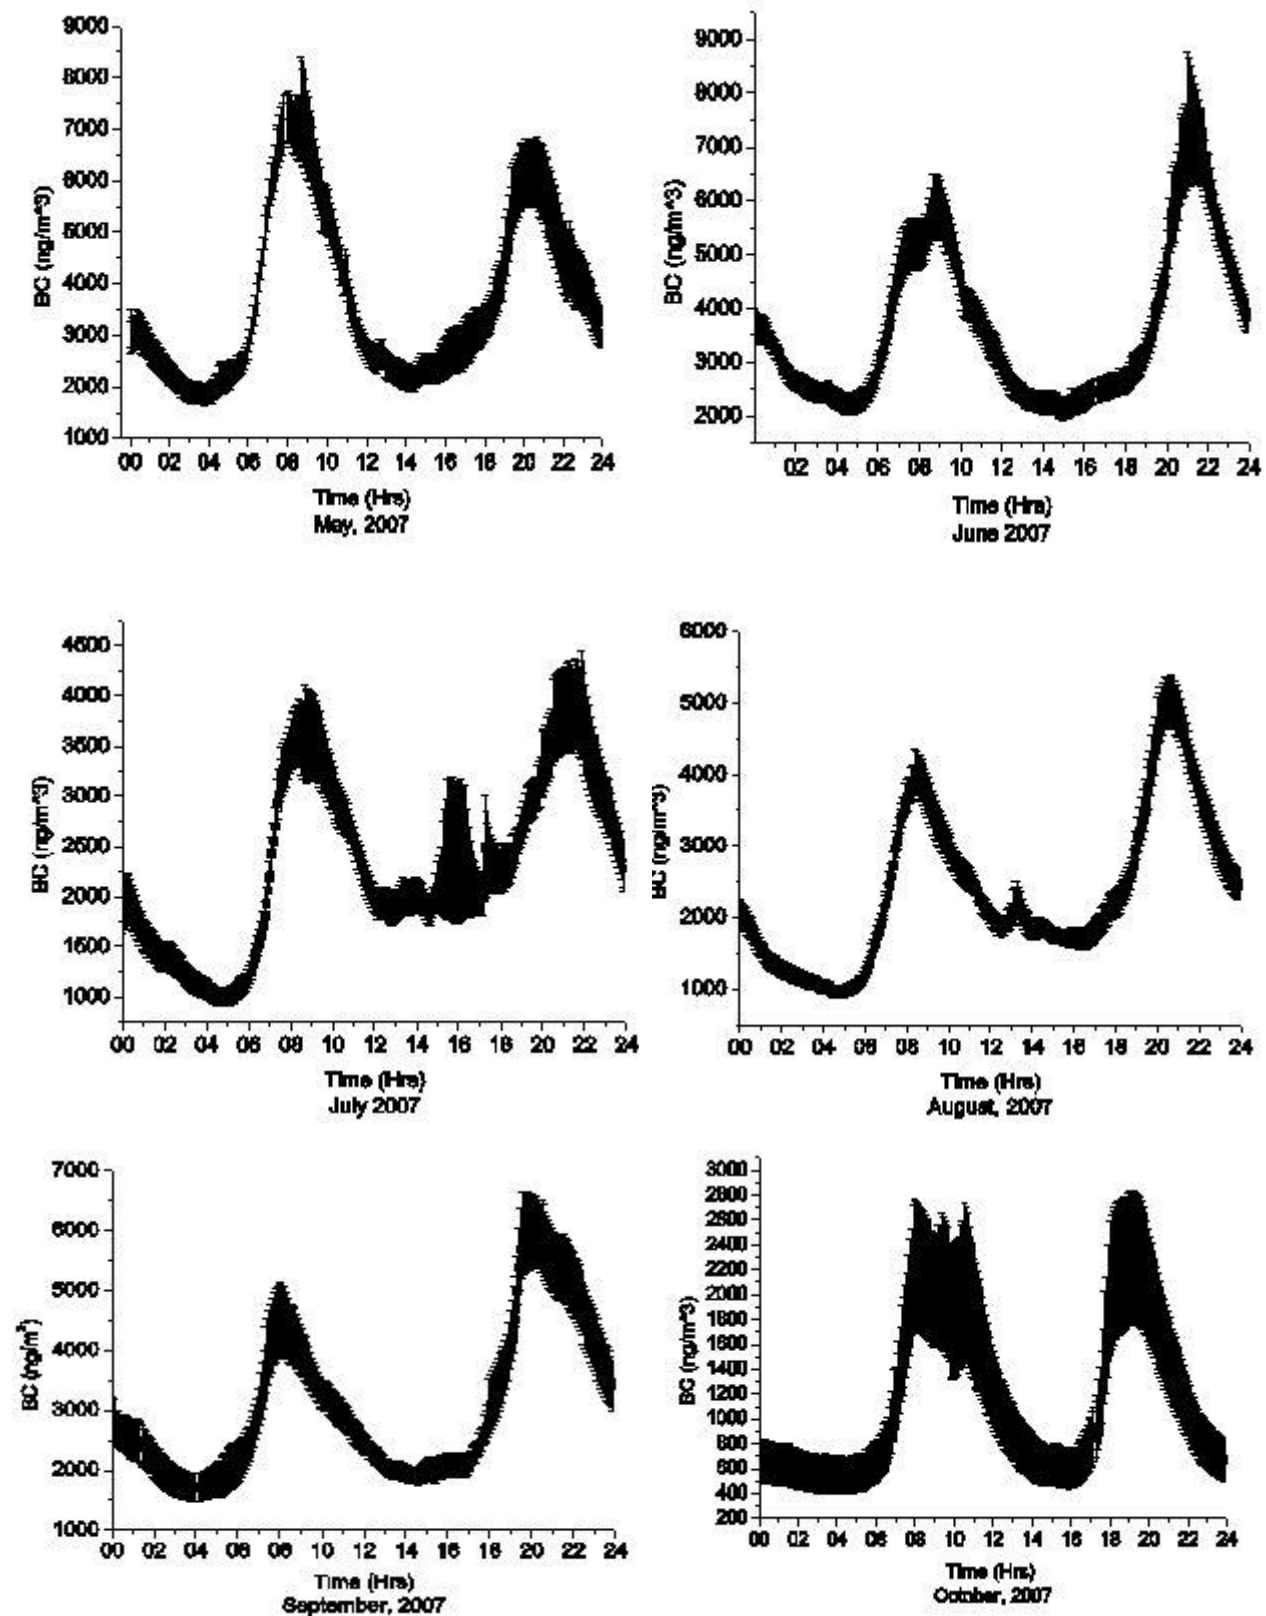 9000
8000
7000
6000
5000
4000
3000
2000
1000
BC (ng/m^3)
00 02 04 06 08 10 12 14 16 18 20 22 24
Time (Hrs)
May, 2007
9000
8000
7000
6000
5000
4000
3000
2000
BC (ng/m^3)
02 04 06 08 10 12 14 16 18 20 22 24
Time (Hrs)
June 2007
4500
4000
3500
3000
2500
2000
1500
1000
BC (ng/m^3)
00 02 04 06 08 10 12 14 16 18 20 22 24
Time (Hrs)
July 2007
6000
5000
4000
3000
2000
1000
BC (ng/m^3)
00 02 04 06 08 10 12 14 16 18 20 22 24
Time (Hrs)
August, 2007
7000
6000
5000
4000
3000
2000
1000
BC (ng/m³)
00 02 04 06 08 10 12 14 16 18 20 22 24
Time (Hrs)
September, 2007
3000
2800
2600
2400
2200
2000
1800
1600
1400
1200
1000
800
600
400
200
BC (ng/m^3)
00 02 04 06 08 10 12 14 16 18 20 22 24
Time (Hrs)
October, 2007